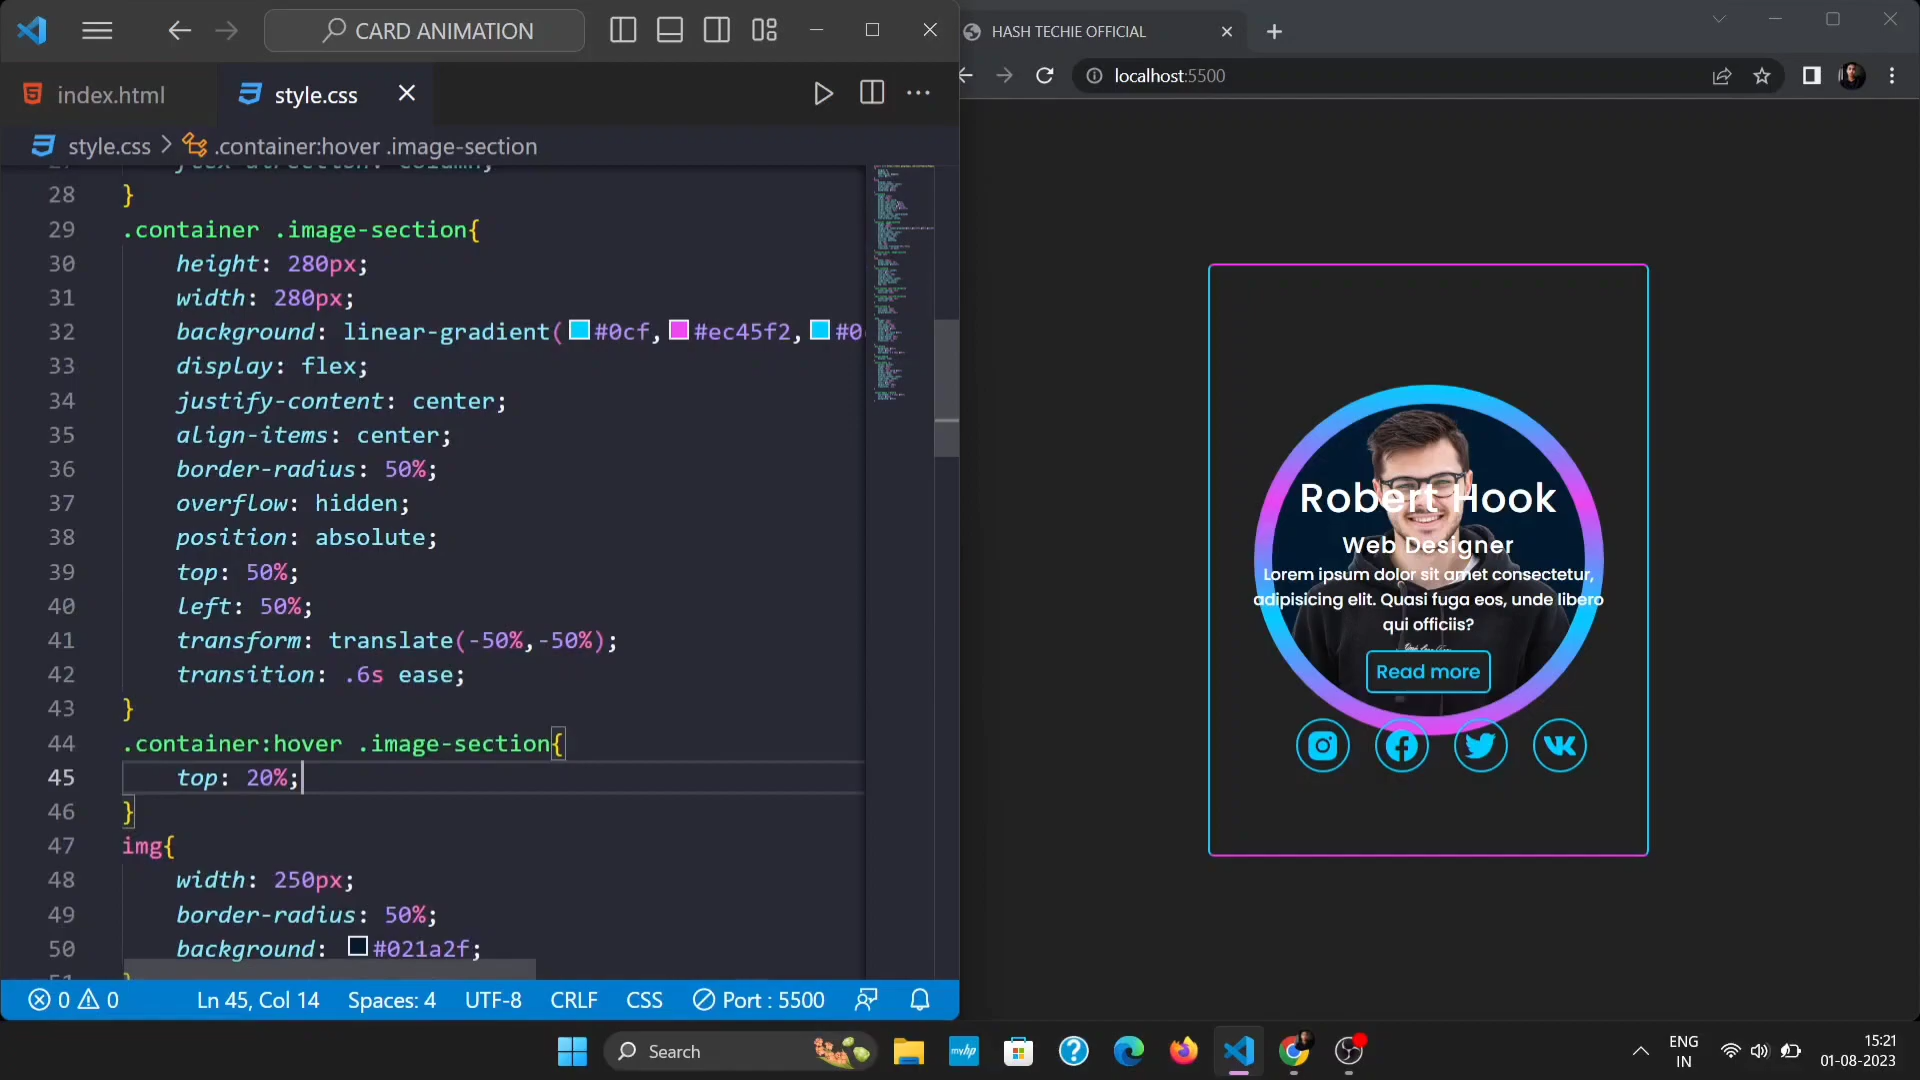 CARD ANIMATION
index.html
style.css
style.css > .container:hover .image-section
28 }
29 .container .image-section{
30 height: 280px;
31 width: 280px;
32 background: linear-gradient(#0cf,#ec45f2,#0
33 display: flex;
34 justify-content: center;
35 align-items: center;
36 border-radius: 50%;
37 overflow: hidden;
38 position: absolute;
39 top: 50%;
40 left: 50%;
41 transform: translate(-50%,-50%);
42 transition: .6s ease;
43 }
44 .container:hover .image-section{
45 top: 20%;
46 }
47 img{
48 width: 250px;
49 border-radius: 50%;
50 background: #021a2f;
0 0
Ln 45, Col 14
Spaces: 4
UTF-8
CRLF
CSS
Port : 5500
HASH TECHIE OFFICIAL
localhost:5500
Robert Hook
Web Designer
Lorem ipsum dolor sit amet consectetur,
adipisicing elit. Quasi fuga eos, unde libero
qui officiis?
Read more
Search
myhp
ENG
IN
15:21
01-08-2023